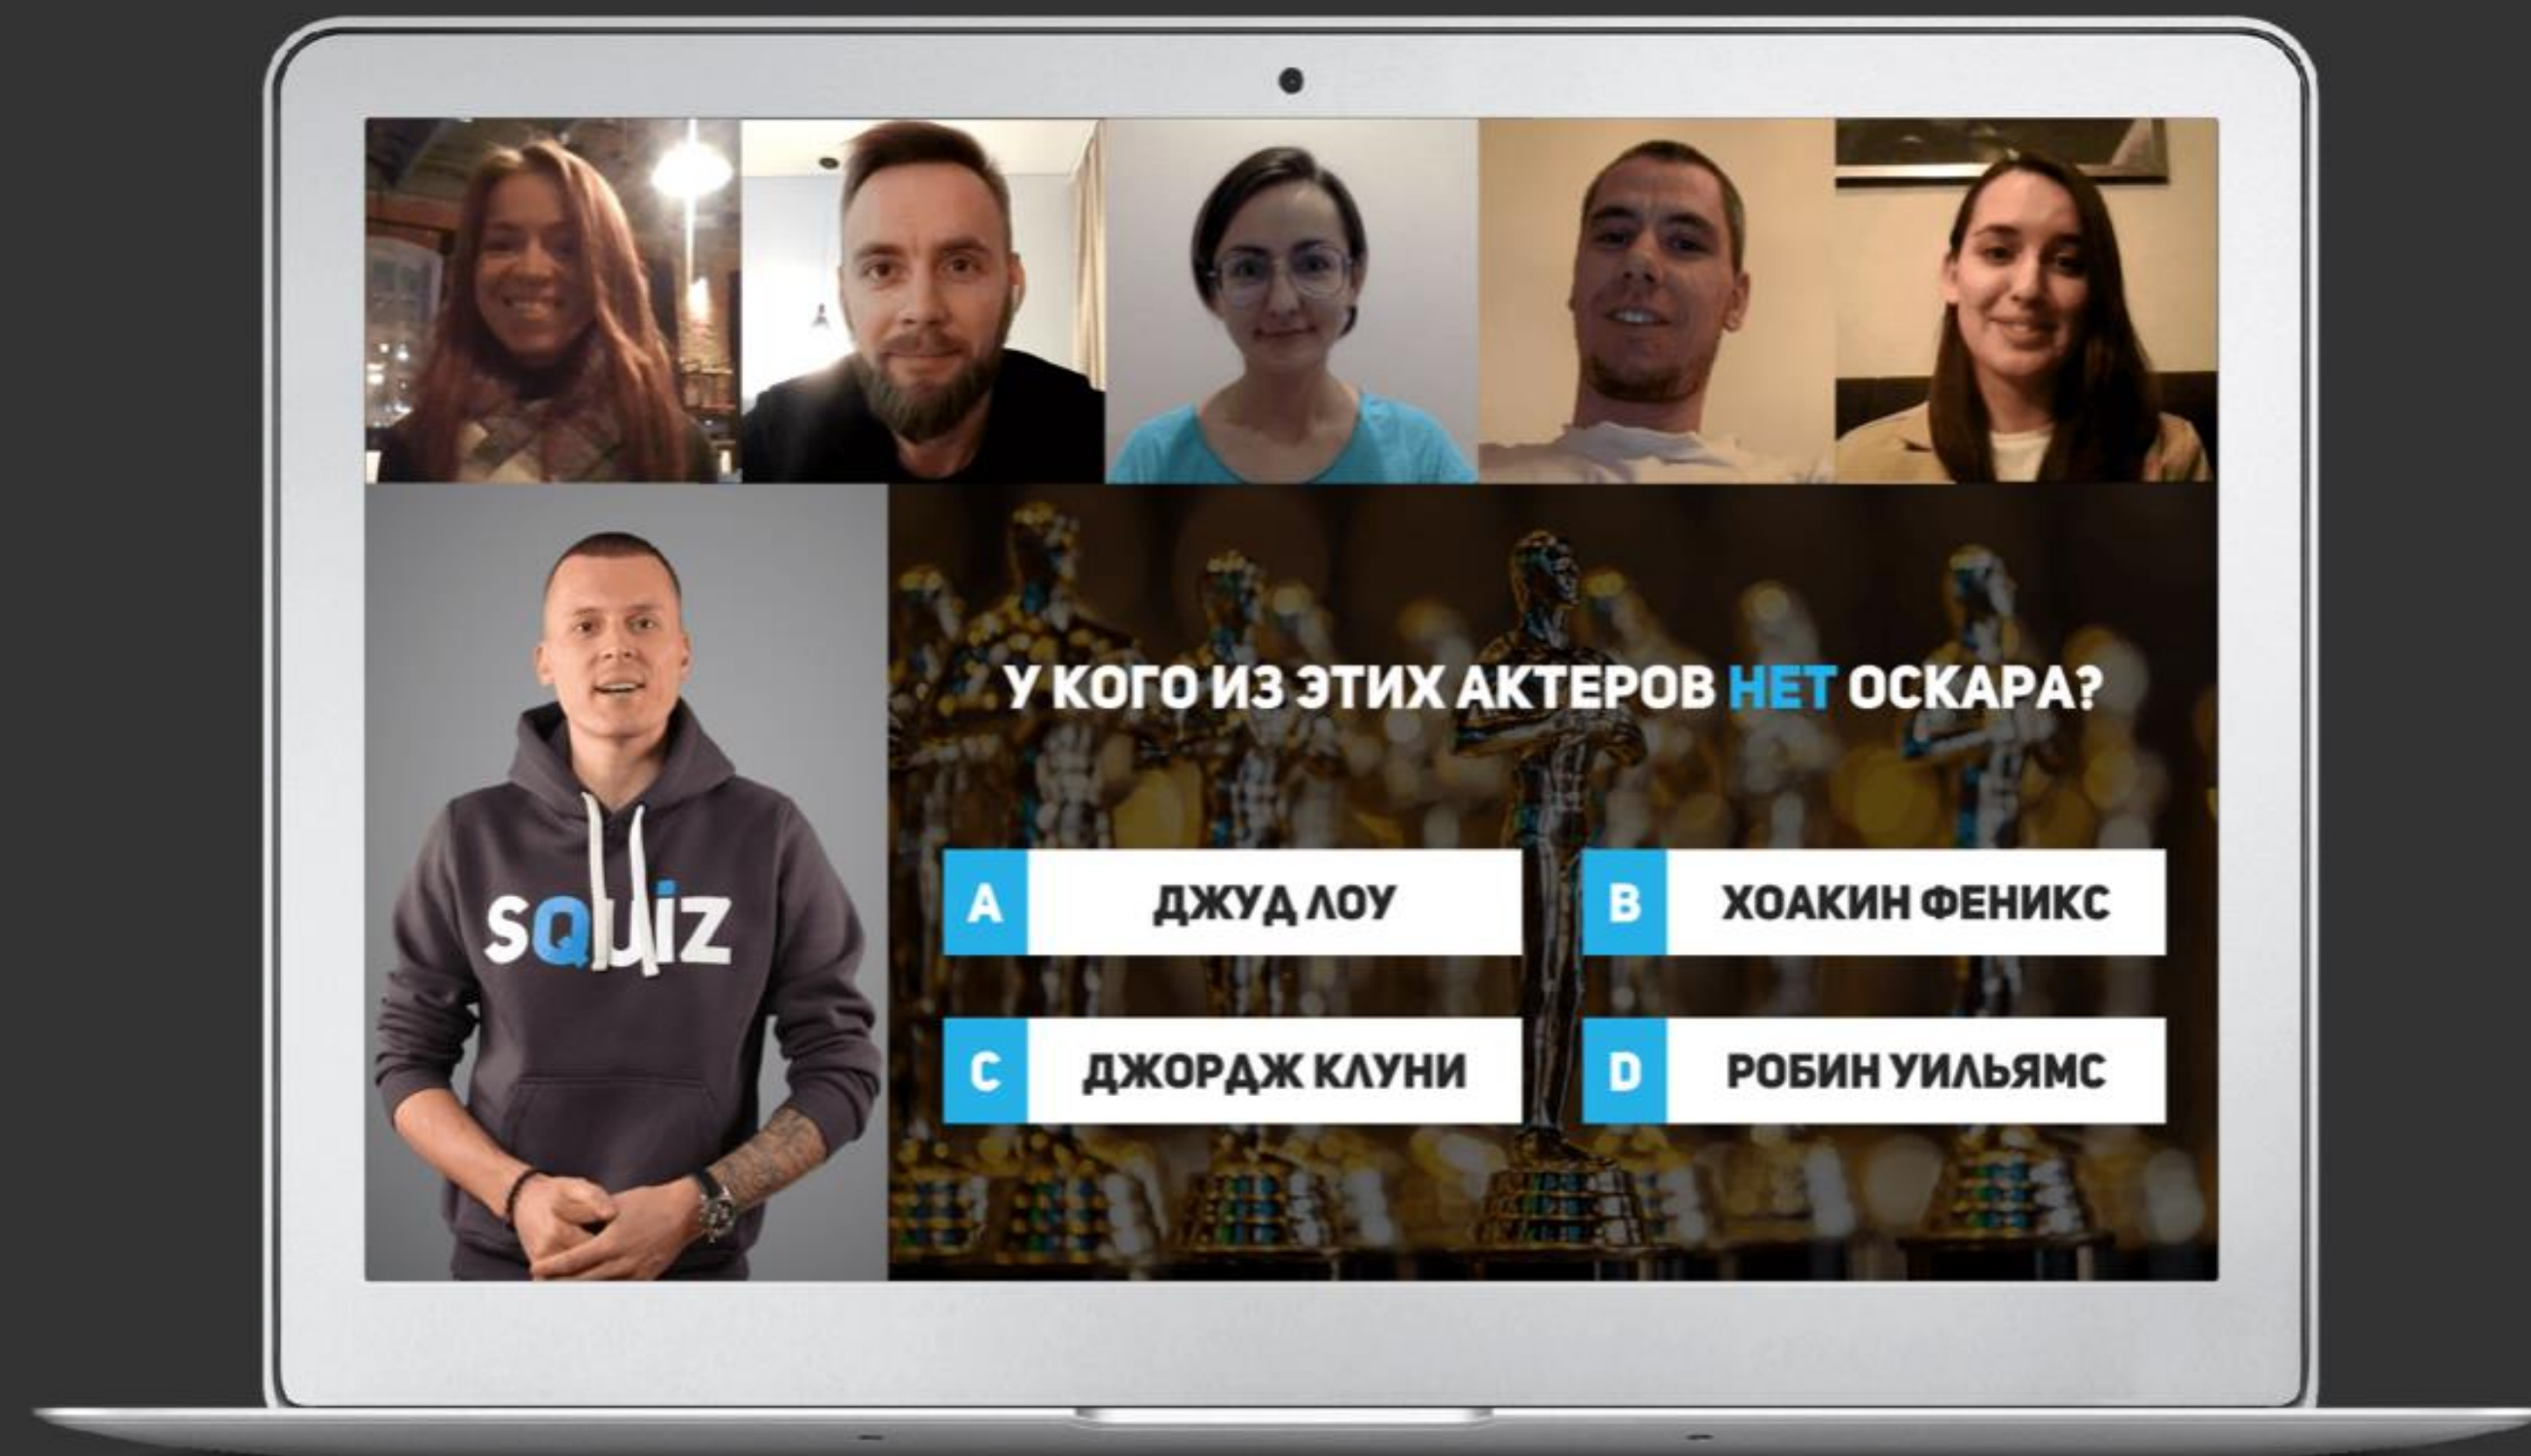 SQUiZ
У КОГО ИЗ ЭТИХ АКТЕРОВ НЕТ ОСКАРА?
A ДЖУД ЛОУ
B ХОАКИН ФЕНИКС
C ДЖОРДЖ КЛУНИ
D РОБИН УИЛЬЯМС